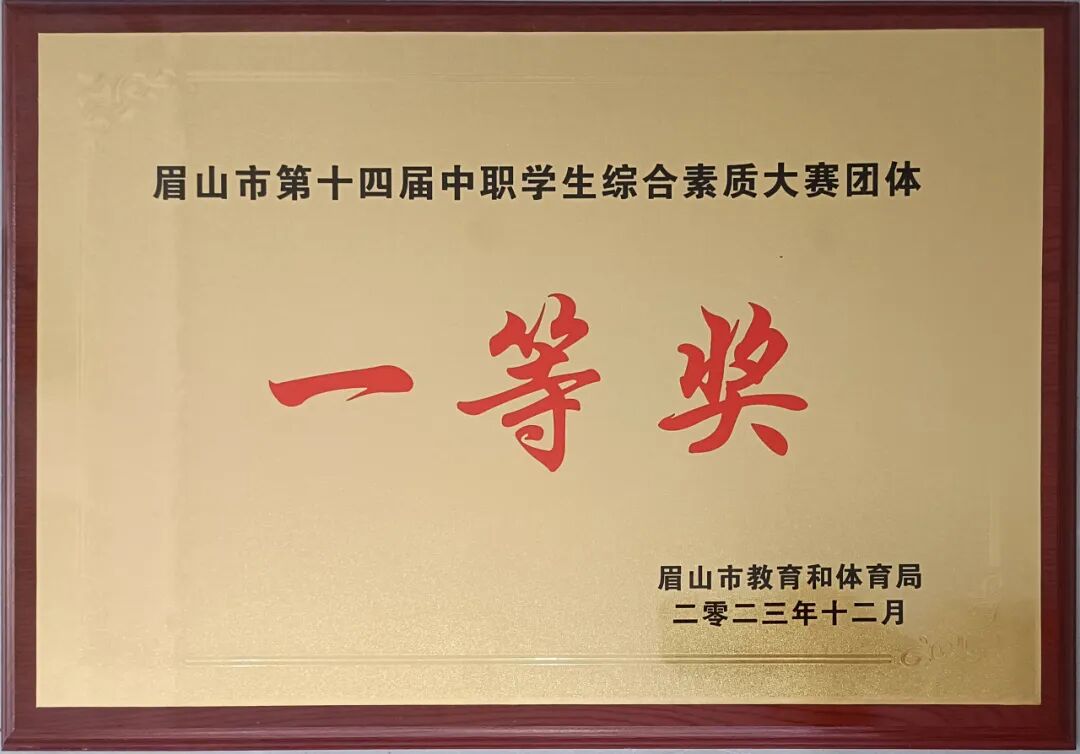 眉山市第十四届中职学生综合素质大赛团体
一等奖
眉山市教育和体育局
二零二三年十二月